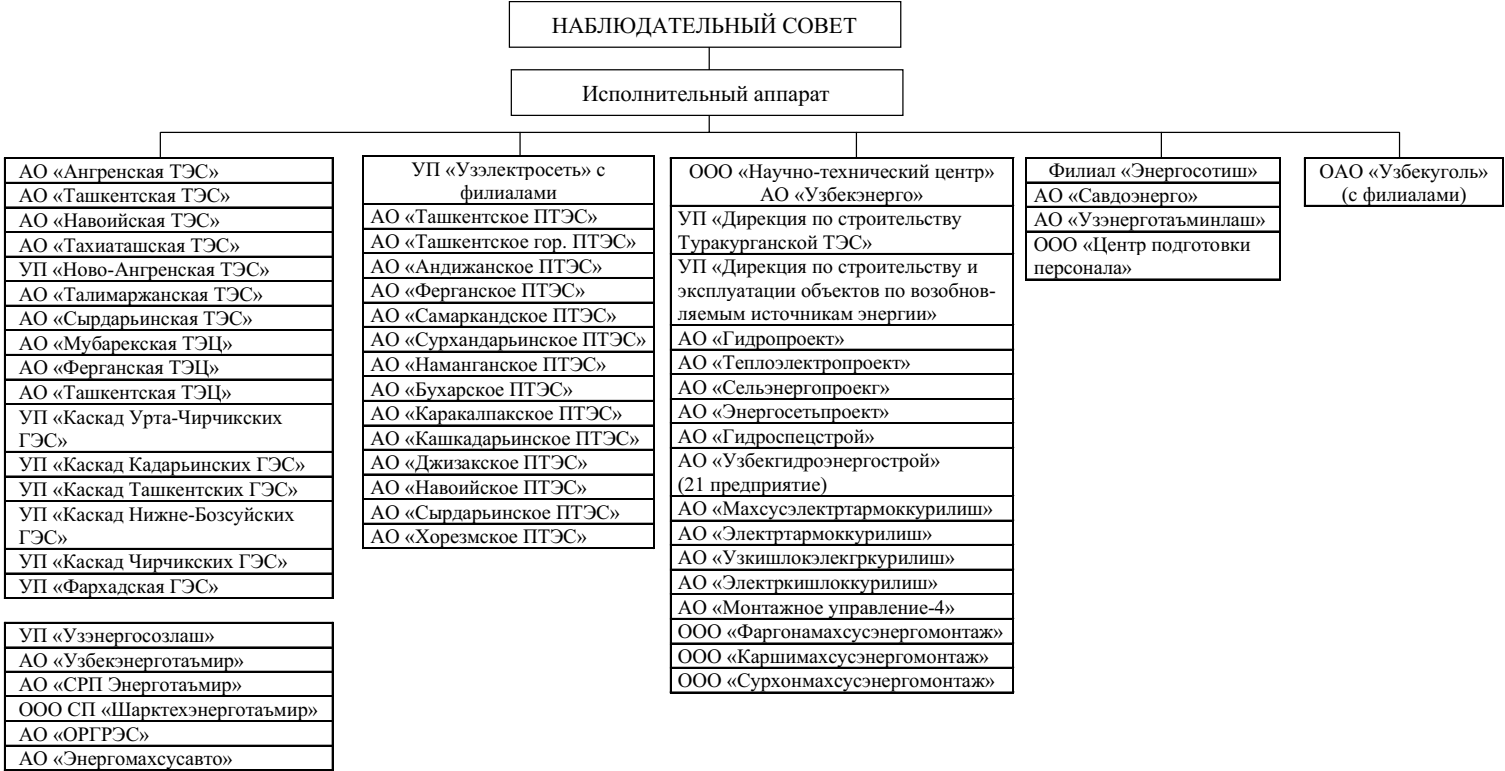 НАБЛЮДАТЕЛЬНЫЙ СОВЕТ
Исполнительный аппарат
АО «Ангренская ТЭС»
АО «Ташкентская ТЭС»
АО «Навоийская ТЭС»
АО «Тахиаташская ТЭС»
УП «Ново-Ангренская ТЭС»
АО «Талимаржанская ТЭС»
АО «Сырдарьинская ТЭС»
АО «Мубарекская ТЭЦ»
АО «Ферганская ТЭЦ»
АО «Ташкентская ТЭЦ»
УП «Каскад Урта-Чирчикских
ГЭС»
УП «Каскад Кадарьинских ГЭС»
УП «Каскад Ташкентских ГЭС»
УП «Каскад Нижне-Бозсуйских
ГЭС»
УП «Каскад Чирчикских ГЭС»
УП «Фархадская ГЭС»
УП «Узэнергосозлаш»
АО «Узбекэнерготаъмир»
АО «СРП Энерготаъмир»
ООО СП «Шарктехэнерготаъмир»
АО «ОРГРЭС»
АО «Энергомахсусавто»
УП «Узэлектросеть» с
филиалами
АО «Ташкентское ПТЭС»
АО «Ташкентское гор. ПТЭС»
АО «Андижанское ПТЭС»
АО «Ферганское ПТЭС»
АО «Самаркандское ПТЭС»
АО «Сурхандарьинское ПТЭС»
АО «Наманганское ПТЭС»
АО «Бухарское ПТЭС»
АО «Каракалпакское ПТЭС»
АО «Кашкадарьинское ПТЭС»
АО «Джизакское ПТЭС»
АО «Навоийское ПТЭС»
АО «Сырдарьинское ПТЭС»
АО «Хорезмское ПТЭС»
ООО «Научно-технический центр»
АО «Узбекэнерго»
УП «Дирекция по строительству
Туракурганской ТЭС»
УП «Дирекция по строительству и
эксплуатации объектов по возобнов-
ляемым источникам энергии»
АО «Гидропроект»
АО «Теплоэлектропроект»
АО «Сельэнергопроекг»
АО «Энергосетьпроект»
АО «Гидроспецстрой»
АО «Узбекгидроэнергострой»
(21 предприятие)
АО «Махсусэлектртармоккурилиш»
АО «Электртармоккурилиш»
АО «Узкишлокэлекгркурилиш»
АО «Электркишлоккурилиш»
АО «Монтажное управление-4»
ООО «Фаргонамахсусэнергомонтаж»
ООО «Каршимахсусэнергомонтаж»
ООО «Сурхонмахсусэнергомонтаж»
Филиал «Энергосотиш»
АО «Савдоэнерго»
АО «Узэнерготаъминлаш»
ООО «Центр подготовки
персонала»
ОАО «Узбекуголь»
(с филиалами)